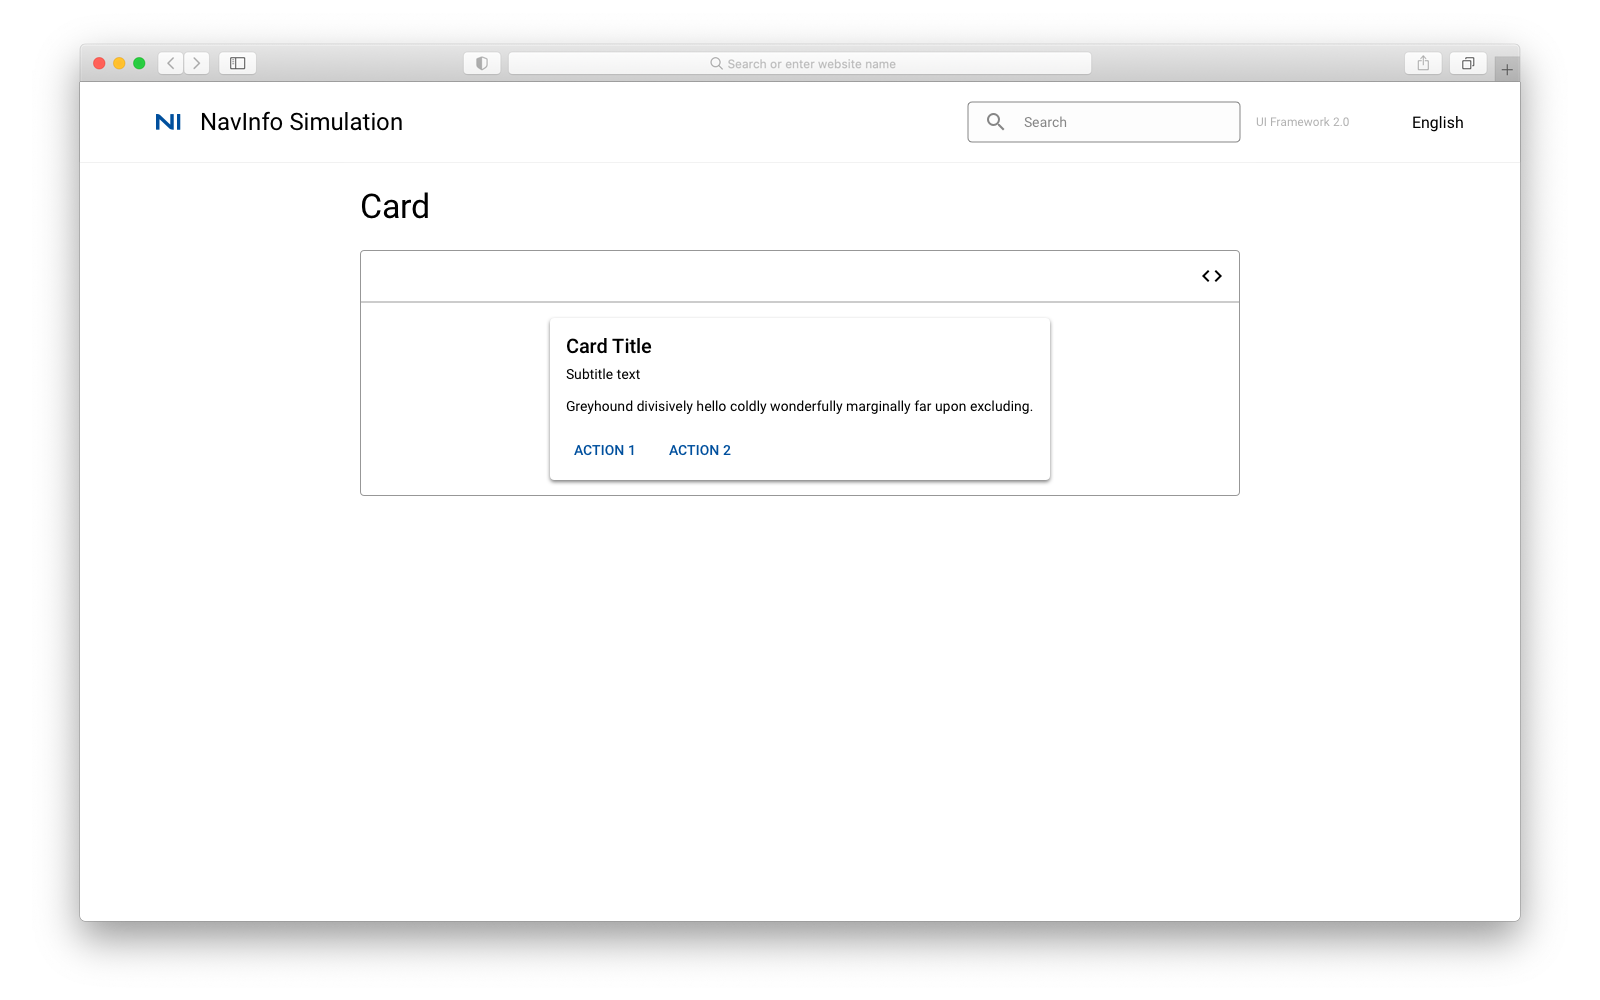 Search or enter website name
NI NavInfo Simulation
Search
UI Framework 2.0
English
Card
<>
Card Title
Subtitle text
Greyhound divisively hello coldly wonderfully marginally far upon excluding.
ACTION 1 ACTION 2